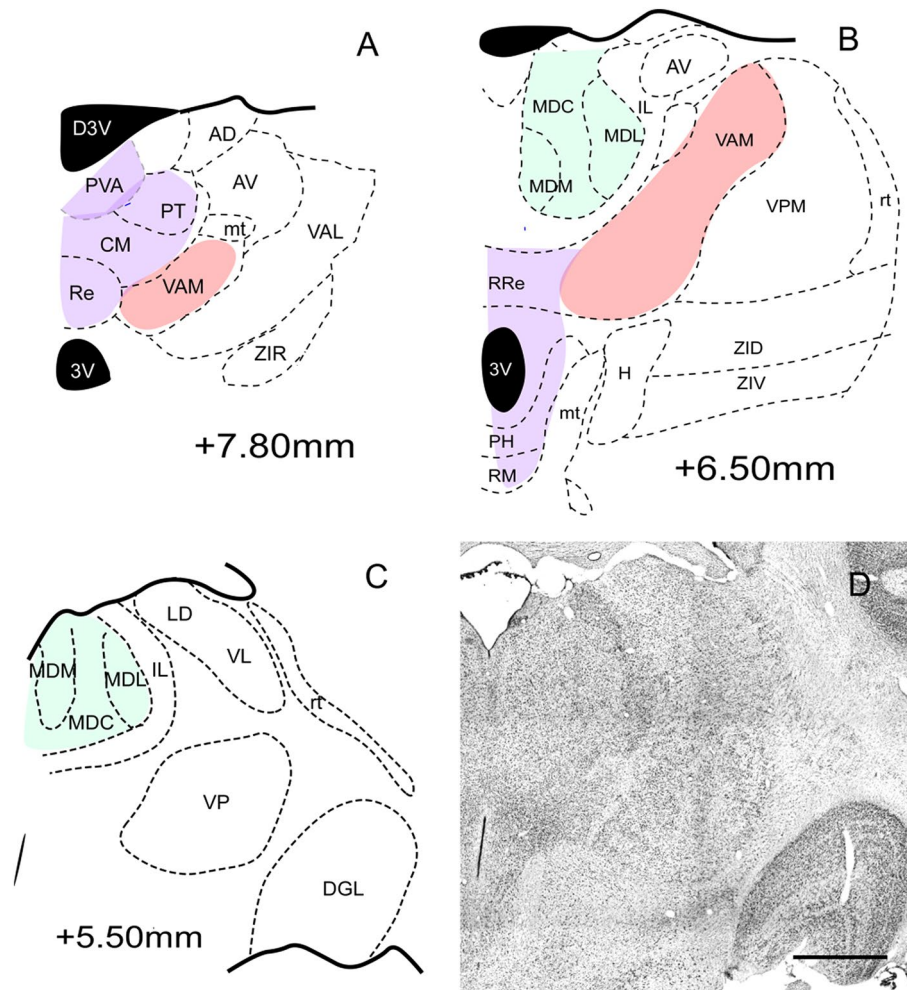 A
D3V
AD
PVA
AV
PT
mt
VAL
CM
Re
VAM
3V
ZIR
+7.80mm
B
AV
MDC
IL
MDL
VAM
MDM
VPM
rt
RRe
3V
H
ZID
ZIV
mt
PH
RM
+6.50mm
C
LD
MDM
MDL
IL
VL
MDC
rt
VP
DGL
+5.50mm
D